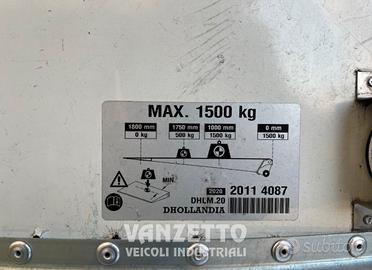 MAX. 1500 kg
1800 mm 1750 mm 1000 mm 0 mm
0 kg 500 kg 1500 kg 1500 kg
MIN.
2020 2011 4087
DHLM.20
DHOLLANDIA
VANZETTO
VEICOLI INDUSTRIALI
subito